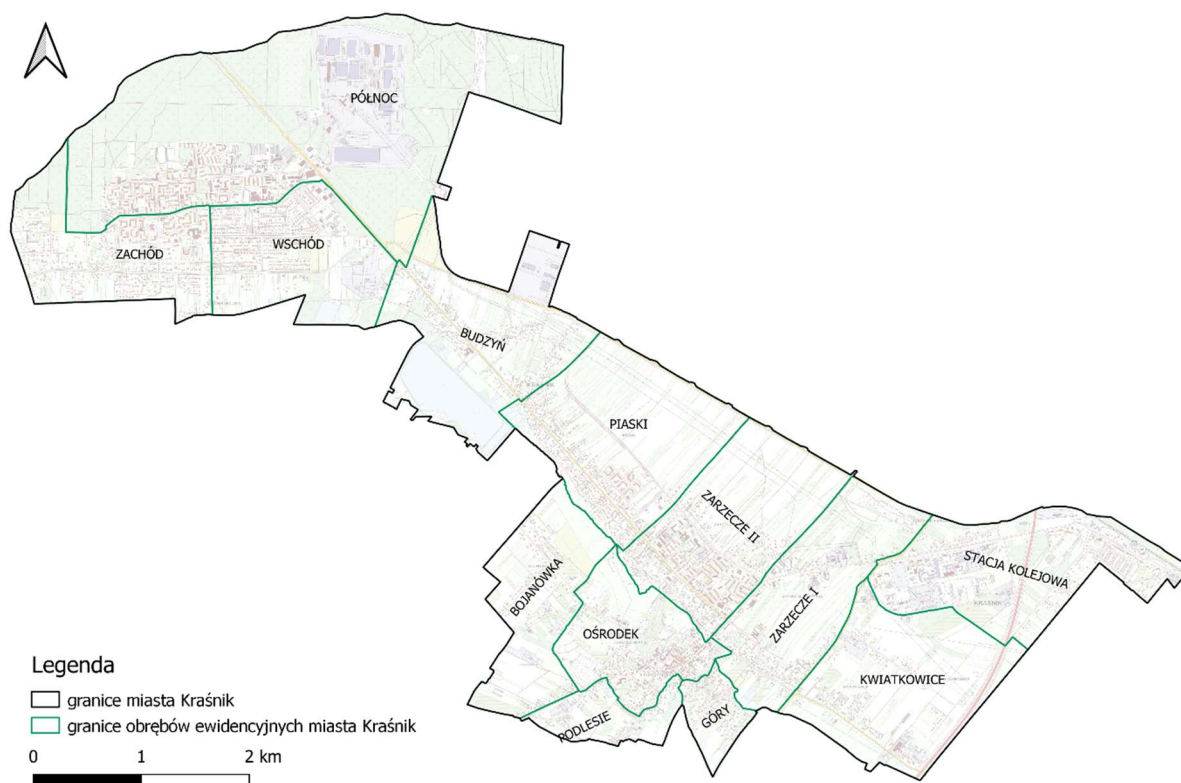 PÓŁNOC
ZACHÓD
WSCHÓD
BUDZYŃ
PIASKI
ZARZECZE II
STACJA KOLEJOWA
BOJANÓWKA
OŚRODEK
ZARZECZE I
KWIATKOWICE
PODLESIE
GÓRY
Legenda
granice miasta Kraśnik
granice obrębów ewidencyjnych miasta Kraśnik
0 1 2 km